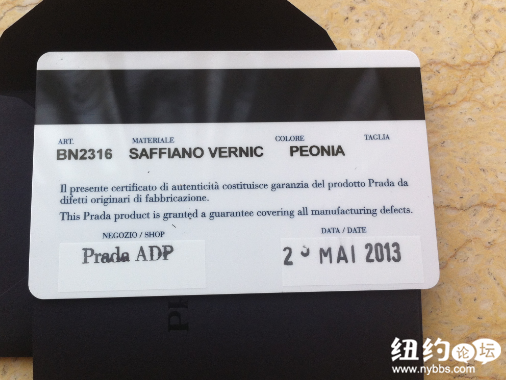 ART. MATERIALE COLORE TAGLIA
BN2316 SAFFIANO VERNIC PEONIA
Il presente certificato di autenticità costituisce garanzia del prodotto Prada da
difetti originari di fabbricazione.
This Prada product is granted a guarantee covering all manufacturing defects.
NEGOZIO / SHOP DATA / DATE
Prada ADP MAI 2013
纽约论坛
www.nybbs.com